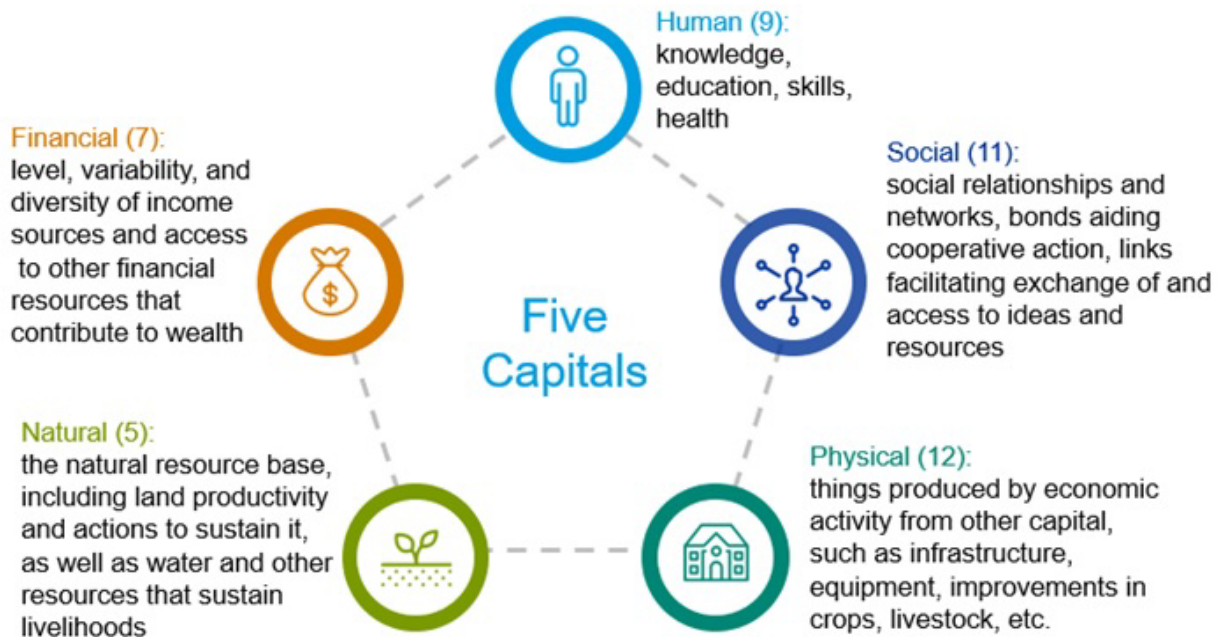 Human (9):
knowledge,
education, skills,
health
Financial (7):
level, variability, and
diversity of income
sources and access
to other financial
resources that
contribute to wealth
Social (11):
social relationships and
networks, bonds aiding
cooperative action, links
facilitating exchange of and
access to ideas and
resources
$
Five
Capitals
Natural (5):
the natural resource base,
including land productivity
and actions to sustain it,
as well as water and other
resources that sustain
livelihoods
Physical (12):
things produced by economic
activity from other capital,
such as infrastructure,
equipment, improvements in
crops, livestock, etc.